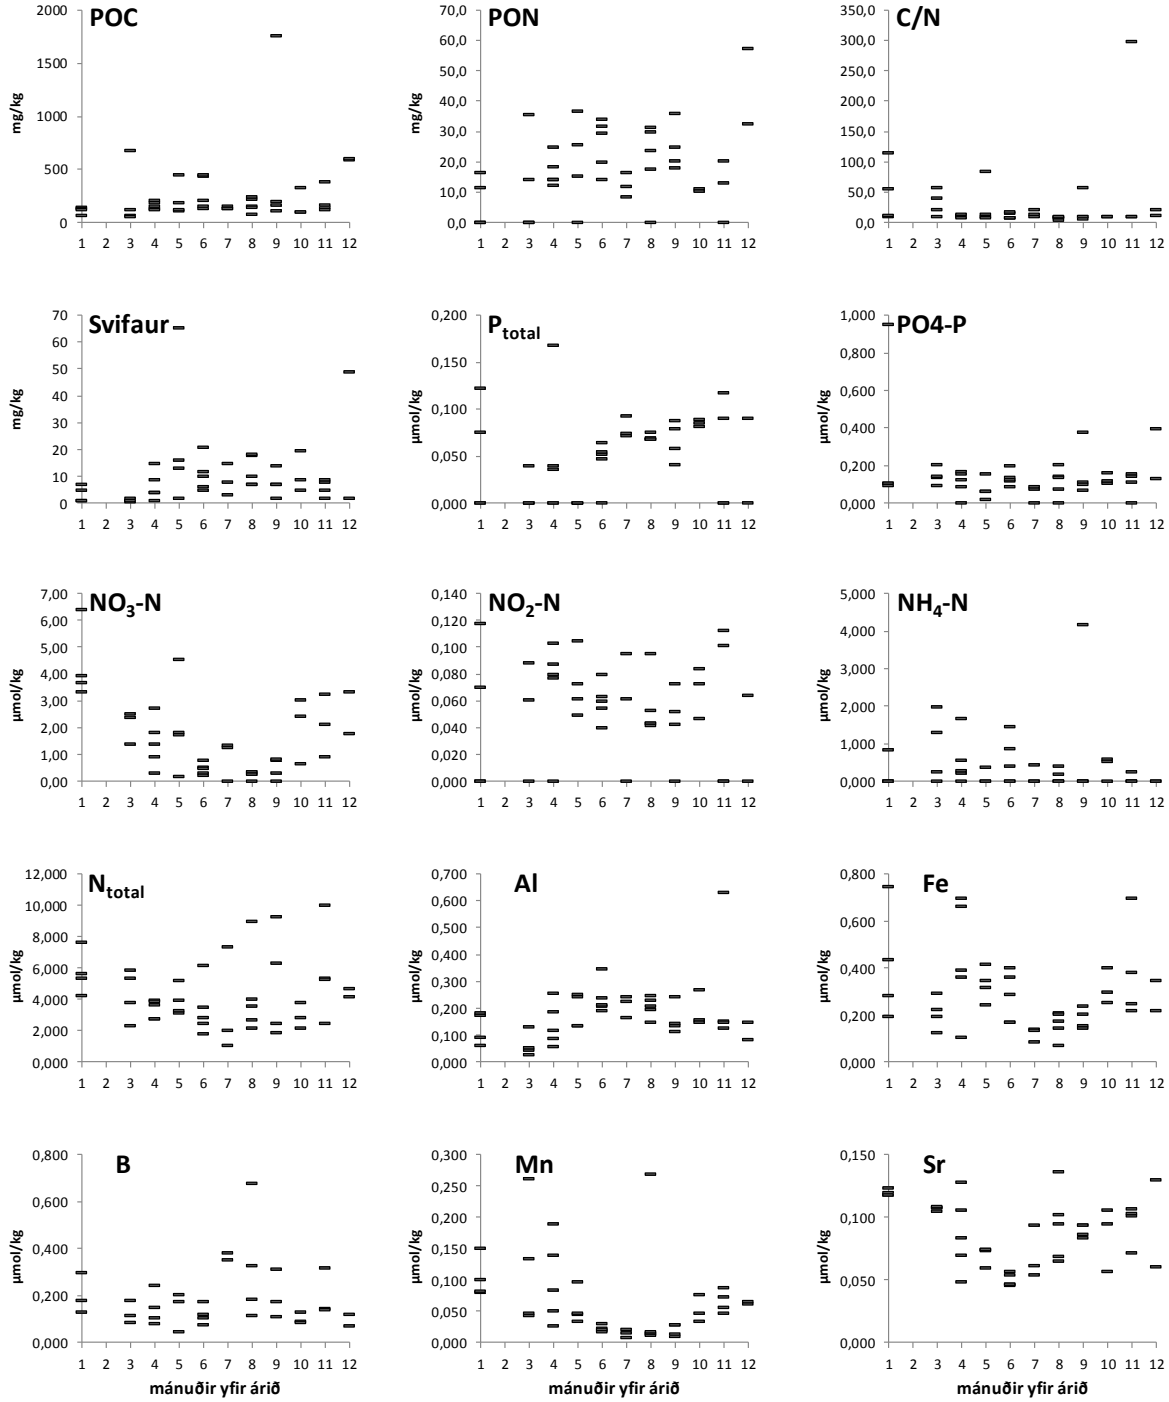 POC
2000
1500
1000
500
0
mg/kg
1 2 3 4 5 6 7 8 9 10 11 12
PON
70,0
60,0
50,0
40,0
30,0
20,0
10,0
0,0
mg/kg
1 2 3 4 5 6 7 8 9 10 11 12
C/N
350,0
300,0
250,0
200,0
150,0
100,0
50,0
0,0
1 2 3 4 5 6 7 8 9 10 11 12
Svifaur
70
60
50
40
30
20
10
0
mg/kg
1 2 3 4 5 6 7 8 9 10 11 12
Ptotal
0,200
0,150
0,100
0,050
0,000
µmol/kg
1 2 3 4 5 6 7 8 9 10 11 12
PO4-P
1,000
0,800
0,600
0,400
0,200
0,000
µmol/kg
1 2 3 4 5 6 7 8 9 10 11 12
NO3-N
7,00
6,00
5,00
4,00
3,00
2,00
1,00
0,00
µmol/kg
1 2 3 4 5 6 7 8 9 10 11 12
NO2-N
0,140
0,120
0,100
0,080
0,060
0,040
0,020
0,000
µmol/kg
1 2 3 4 5 6 7 8 9 10 11 12
NH4-N
5,000
4,000
3,000
2,000
1,000
0,000
µmol/kg
1 2 3 4 5 6 7 8 9 10 11 12
Ntotal
12,000
10,000
8,000
6,000
4,000
2,000
0,000
µmol/kg
1 2 3 4 5 6 7 8 9 10 11 12
Al
0,700
0,600
0,500
0,400
0,300
0,200
0,100
0,000
µmol/kg
1 2 3 4 5 6 7 8 9 10 11 12
Fe
0,800
0,600
0,400
0,200
0,000
µmol/kg
1 2 3 4 5 6 7 8 9 10 11 12
B
0,800
0,600
0,400
0,200
0,000
µmol/kg
1 2 3 4 5 6 7 8 9 10 11 12
mánuðir yfir árið
Mn
0,300
0,250
0,200
0,150
0,100
0,050
0,000
µmol/kg
1 2 3 4 5 6 7 8 9 10 11 12
mánuðir yfir árið
Sr
0,150
0,100
0,050
0,000
µmol/kg
1 2 3 4 5 6 7 8 9 10 11 12
mánuðir yfir árið